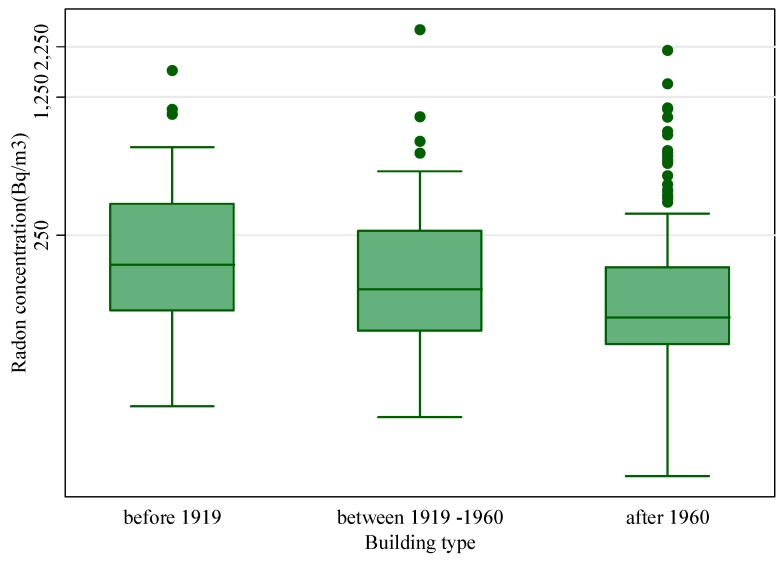 2,250
1,250
250
Radon concentration(Bq/m3)
before 1919
between 1919 -1960
after 1960
Building type